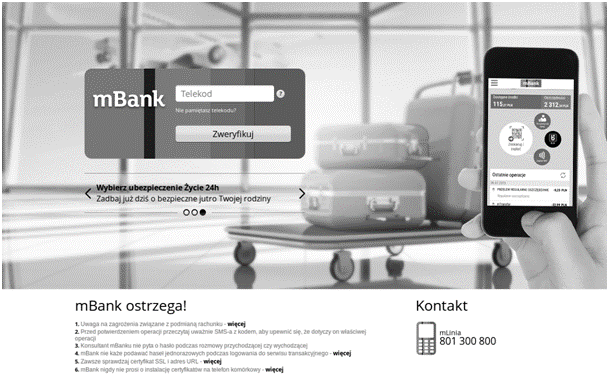 mBank
Telekod
?
Nie pamiętasz telekodu?
Zweryfikuj
Wybierz ubezpieczenie Życie 24h
Zadbaj już dziś o bezpieczne jutro Twojej rodziny
mBank
2 312
Ostatnie operacje
mBank ostrzega!
1. Uwaga na zagrożenia związane z podmianą rachunku - więcej
2. Przed potwierdzeniem operacji przeczytaj uważnie SMS-a z kodem, aby upewnić się, że dotyczy on właściwej
operacji
3. Konsultant mBanku nie pyta o hasło podczas rozmowy przychodzącej czy wychodzącej
4. mBank nie każe podawać haseł jednorazowych podczas logowania do serwisu transakcyjnego - więcej
5. Zawsze sprawdzaj certyfikat SSL i adres URL - więcej
6. mBank nigdy nie prosi o instalację certyfikatów na telefon komórkowy - więcej
Kontakt
mLinia
801 300 800